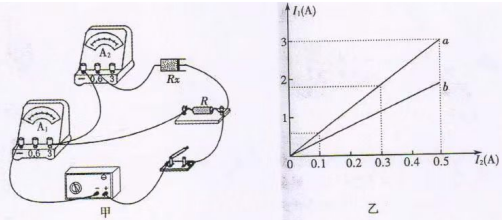 A₂
− 0.6 3
Rx
R
A₁
− 0.6 3
− +
甲
I₁(A)
3
2
1
a
b
0 0.1 0.2 0.3 0.4 0.5 I₂(A)
乙